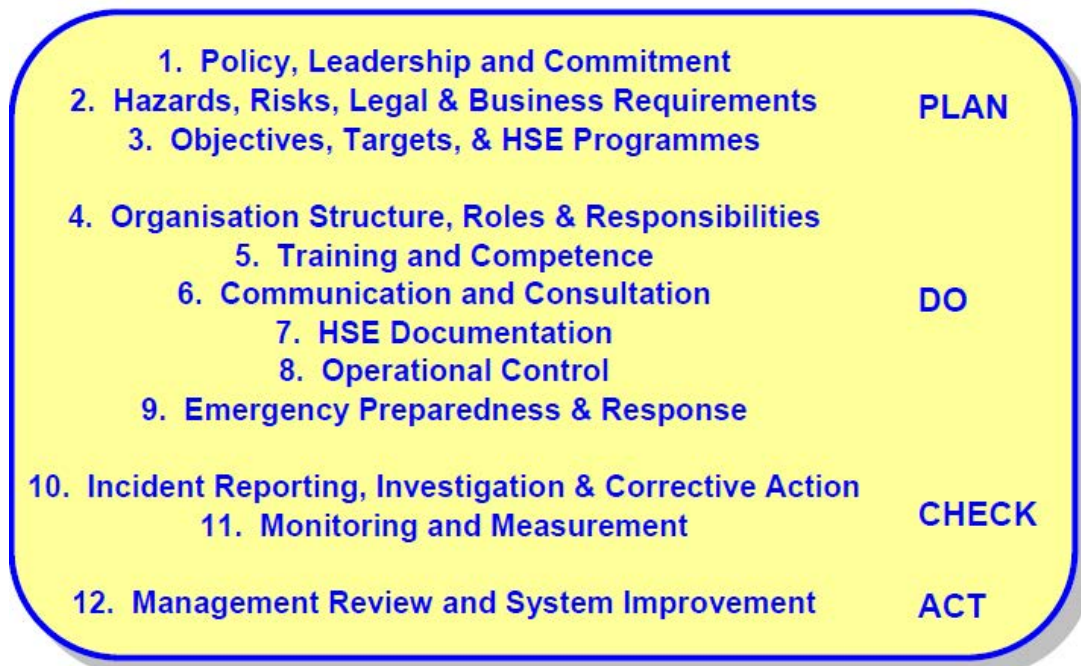 1. Policy, Leadership and Commitment
2. Hazards, Risks, Legal & Business Requirements
3. Objectives, Targets, & HSE Programmes
PLAN
4. Organisation Structure, Roles & Responsibilities
5. Training and Competence
6. Communication and Consultation
7. HSE Documentation
8. Operational Control
9. Emergency Preparedness & Response
DO
10. Incident Reporting, Investigation & Corrective Action
11. Monitoring and Measurement
CHECK
12. Management Review and System Improvement
ACT